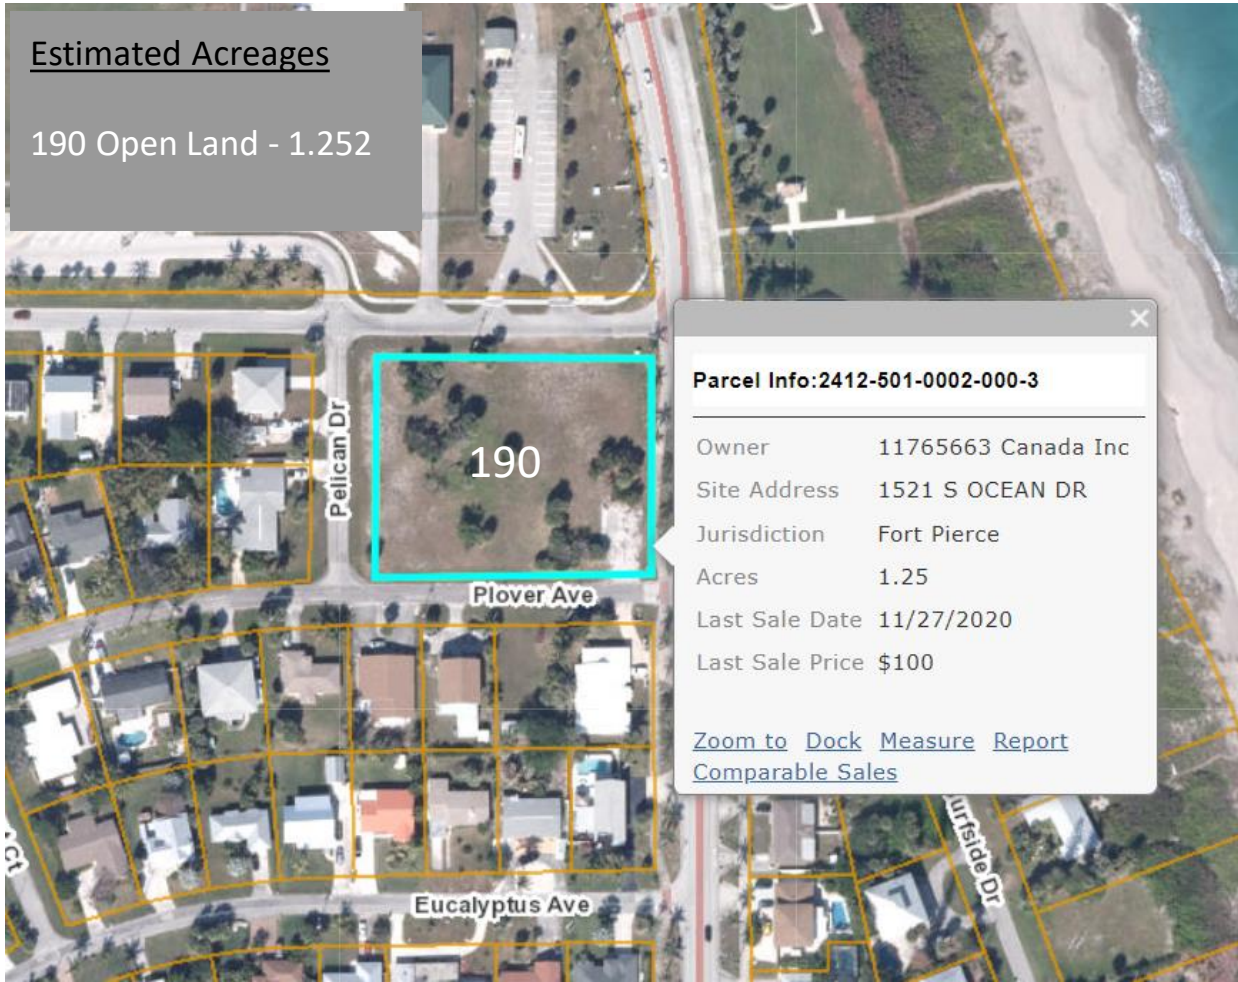 Estimated Acreages
190 Open Land - 1.252
Parcel Info:2412-501-0002-000-3
Owner 11765663 Canada Inc
Site Address 1521 S OCEAN DR
Jurisdiction Fort Pierce
Acres 1.25
Last Sale Date 11/27/2020
Last Sale Price $100
Zoom to Dock Measure Report
Comparable Sales
Pelican Dr
190
Plover Ave
Eucalyptus Ave
urfside Dr
Ct